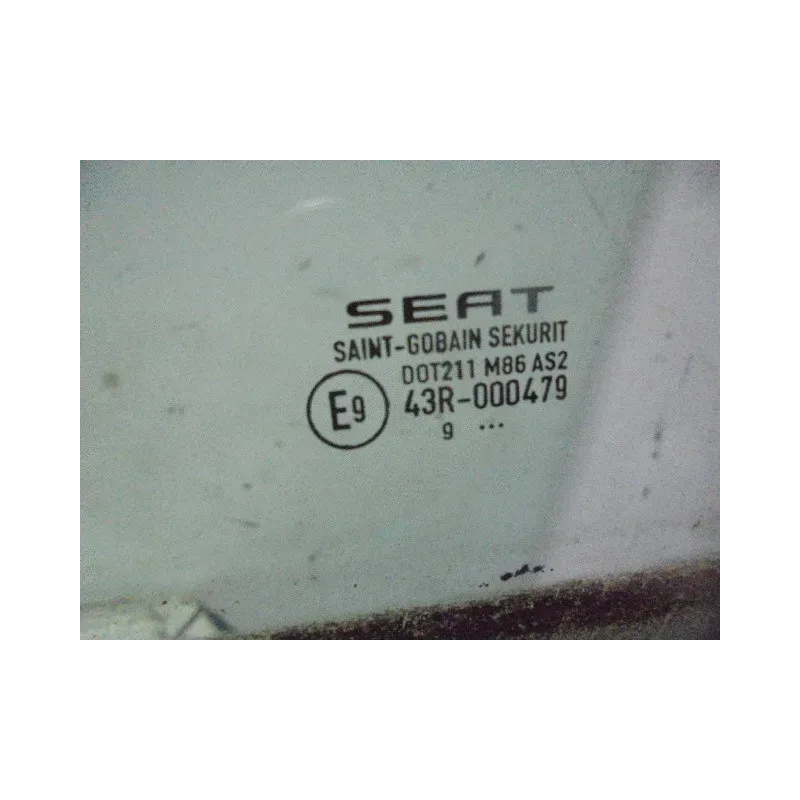 SEAT
SAINT-GOBAIN SEKURIT
DOT211 M86 AS2
E9 43R-000479
9 ...